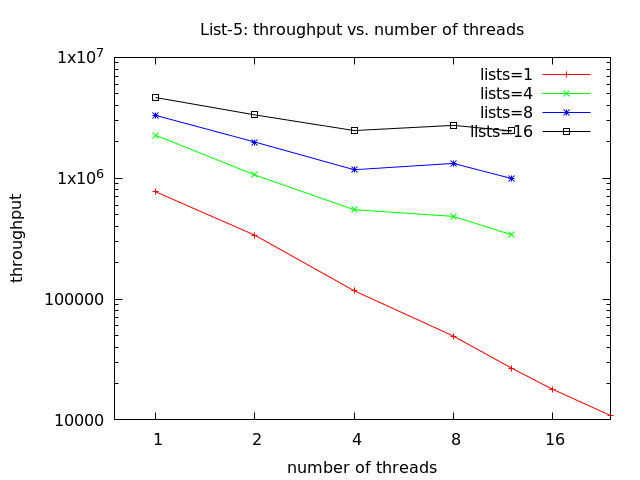 List-5: throughput vs. number of threads
1x10^7
1x10^6
100000
10000
throughput
lists=1
lists=4
lists=8
lists=16
1 2 4 8 16
number of threads